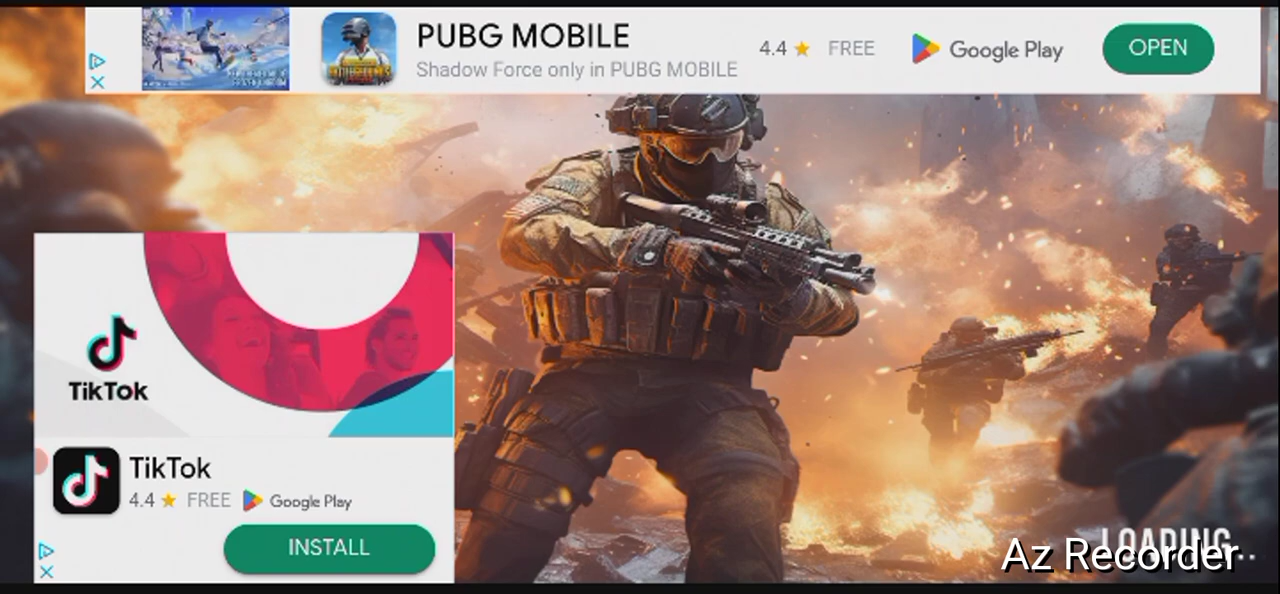 PUBG MOBILE
Shadow Force only in PUBG MOBILE
4.4 ★ FREE
Google Play
OPEN
TikTok
TikTok
4.4 ★ FREE Google Play
INSTALL
LOADING..
Az Recorder